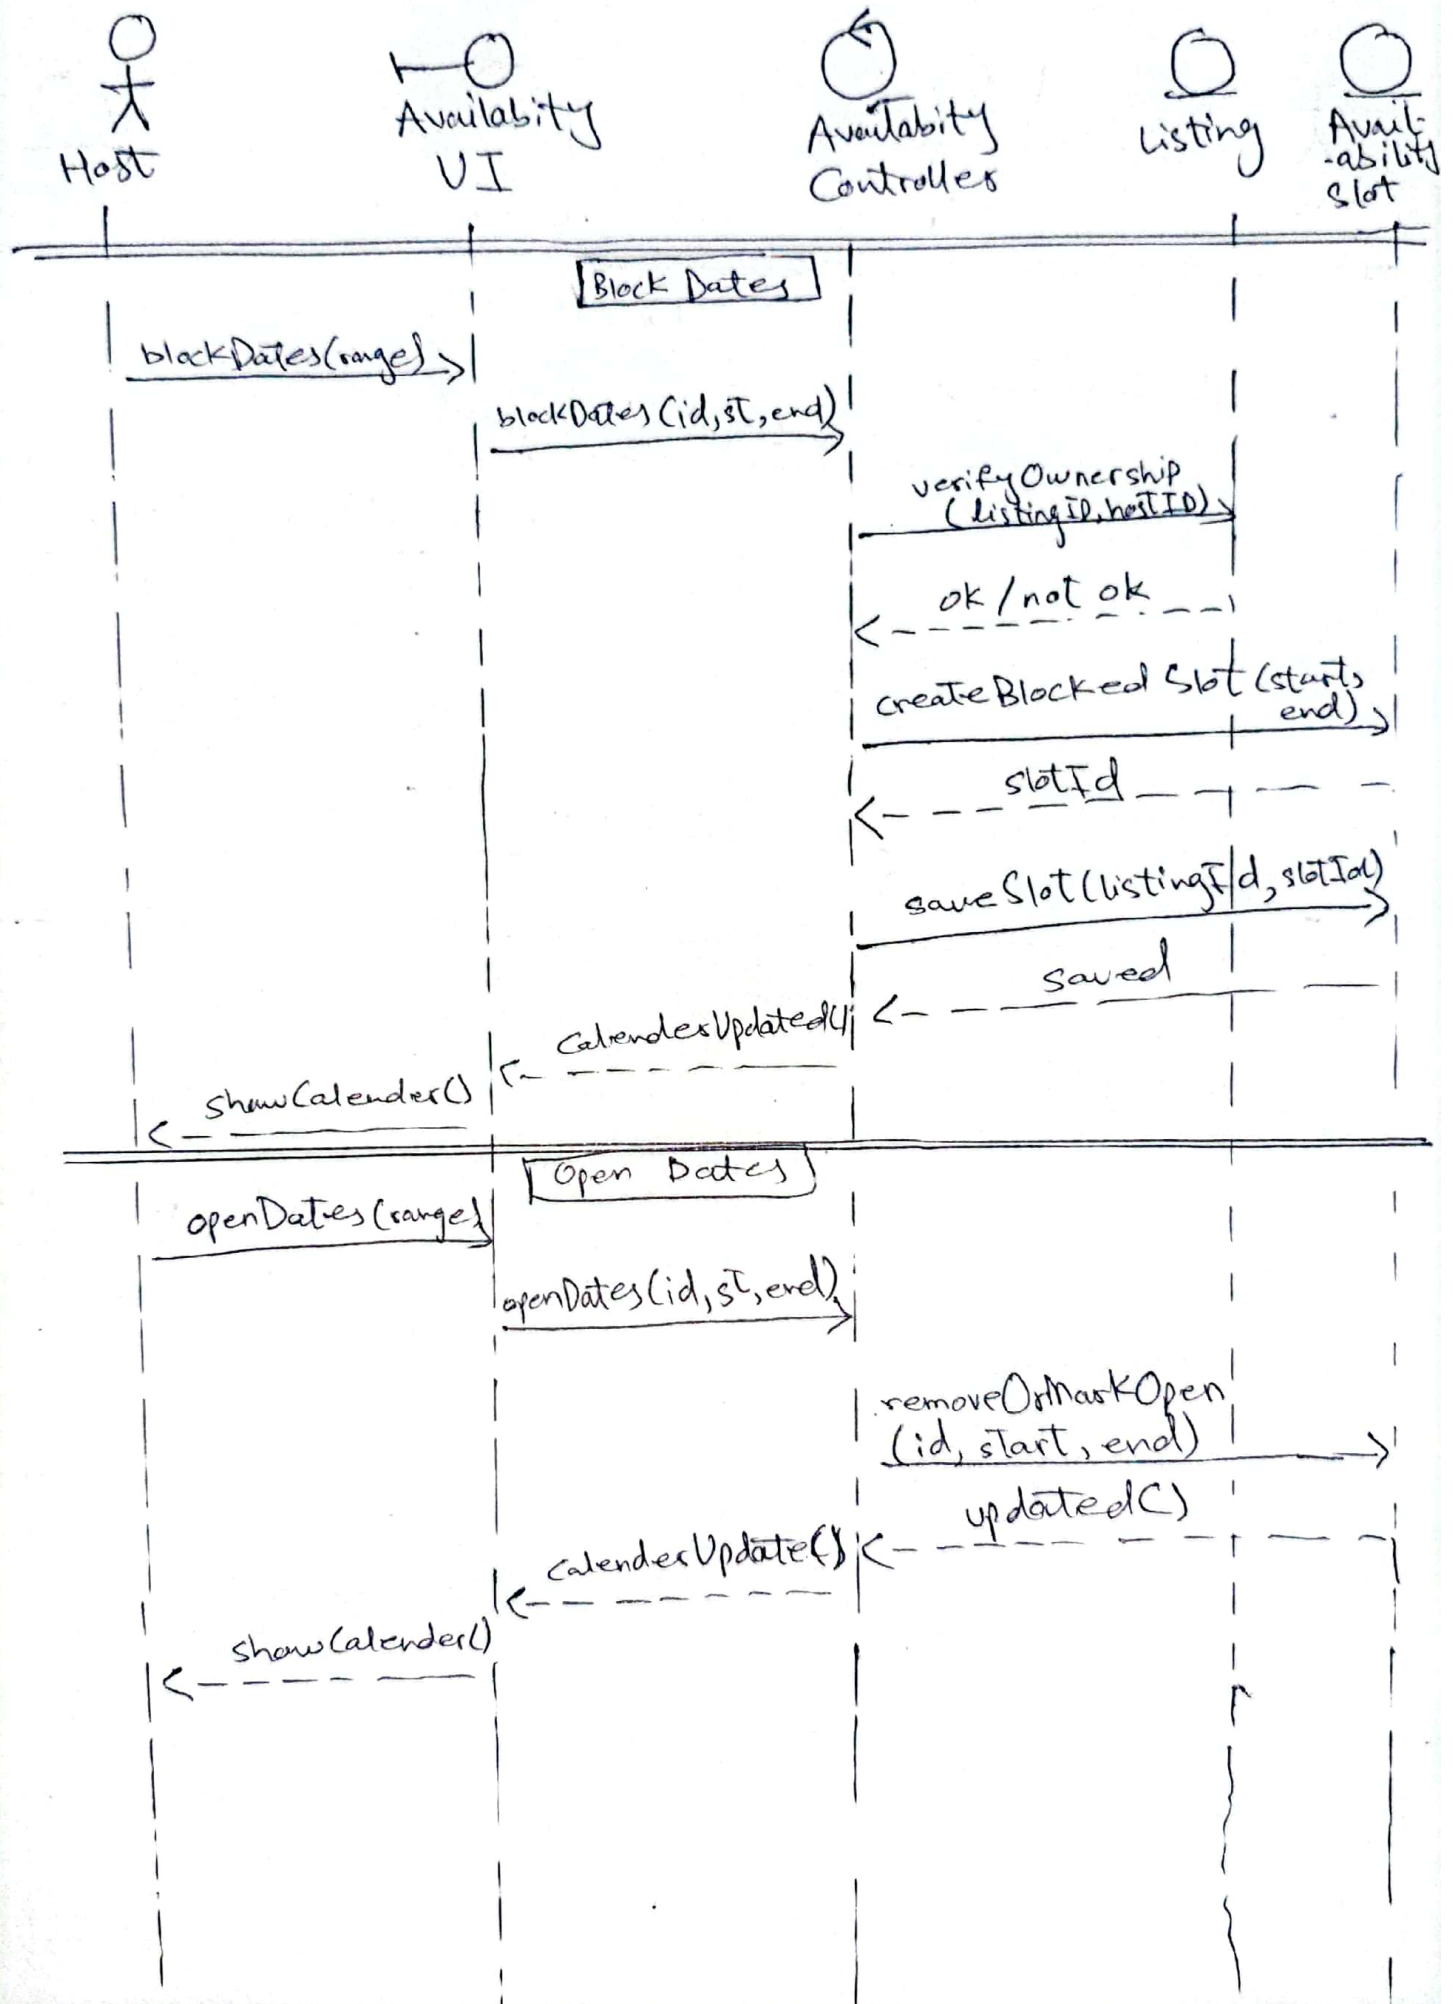 Host
Availabity
UI
Availabity
Controller
Listing
Avail-
-ability
Slot
Block Dates
blockDates(range)
blockDates(id,st,end)
verifyOwnership
(listingID,hostID)
ok / not ok
createBlocked Slot (start,
end)
slotId
saveSlot(listingId, slotId)
saved
CalenderUpdated()
showCalender()
Open Dates
openDates(range)
openDates(id,st,end)
removeOrMarkOpen
(id, start, end)
updated()
CalenderUpdate()
showCalender()